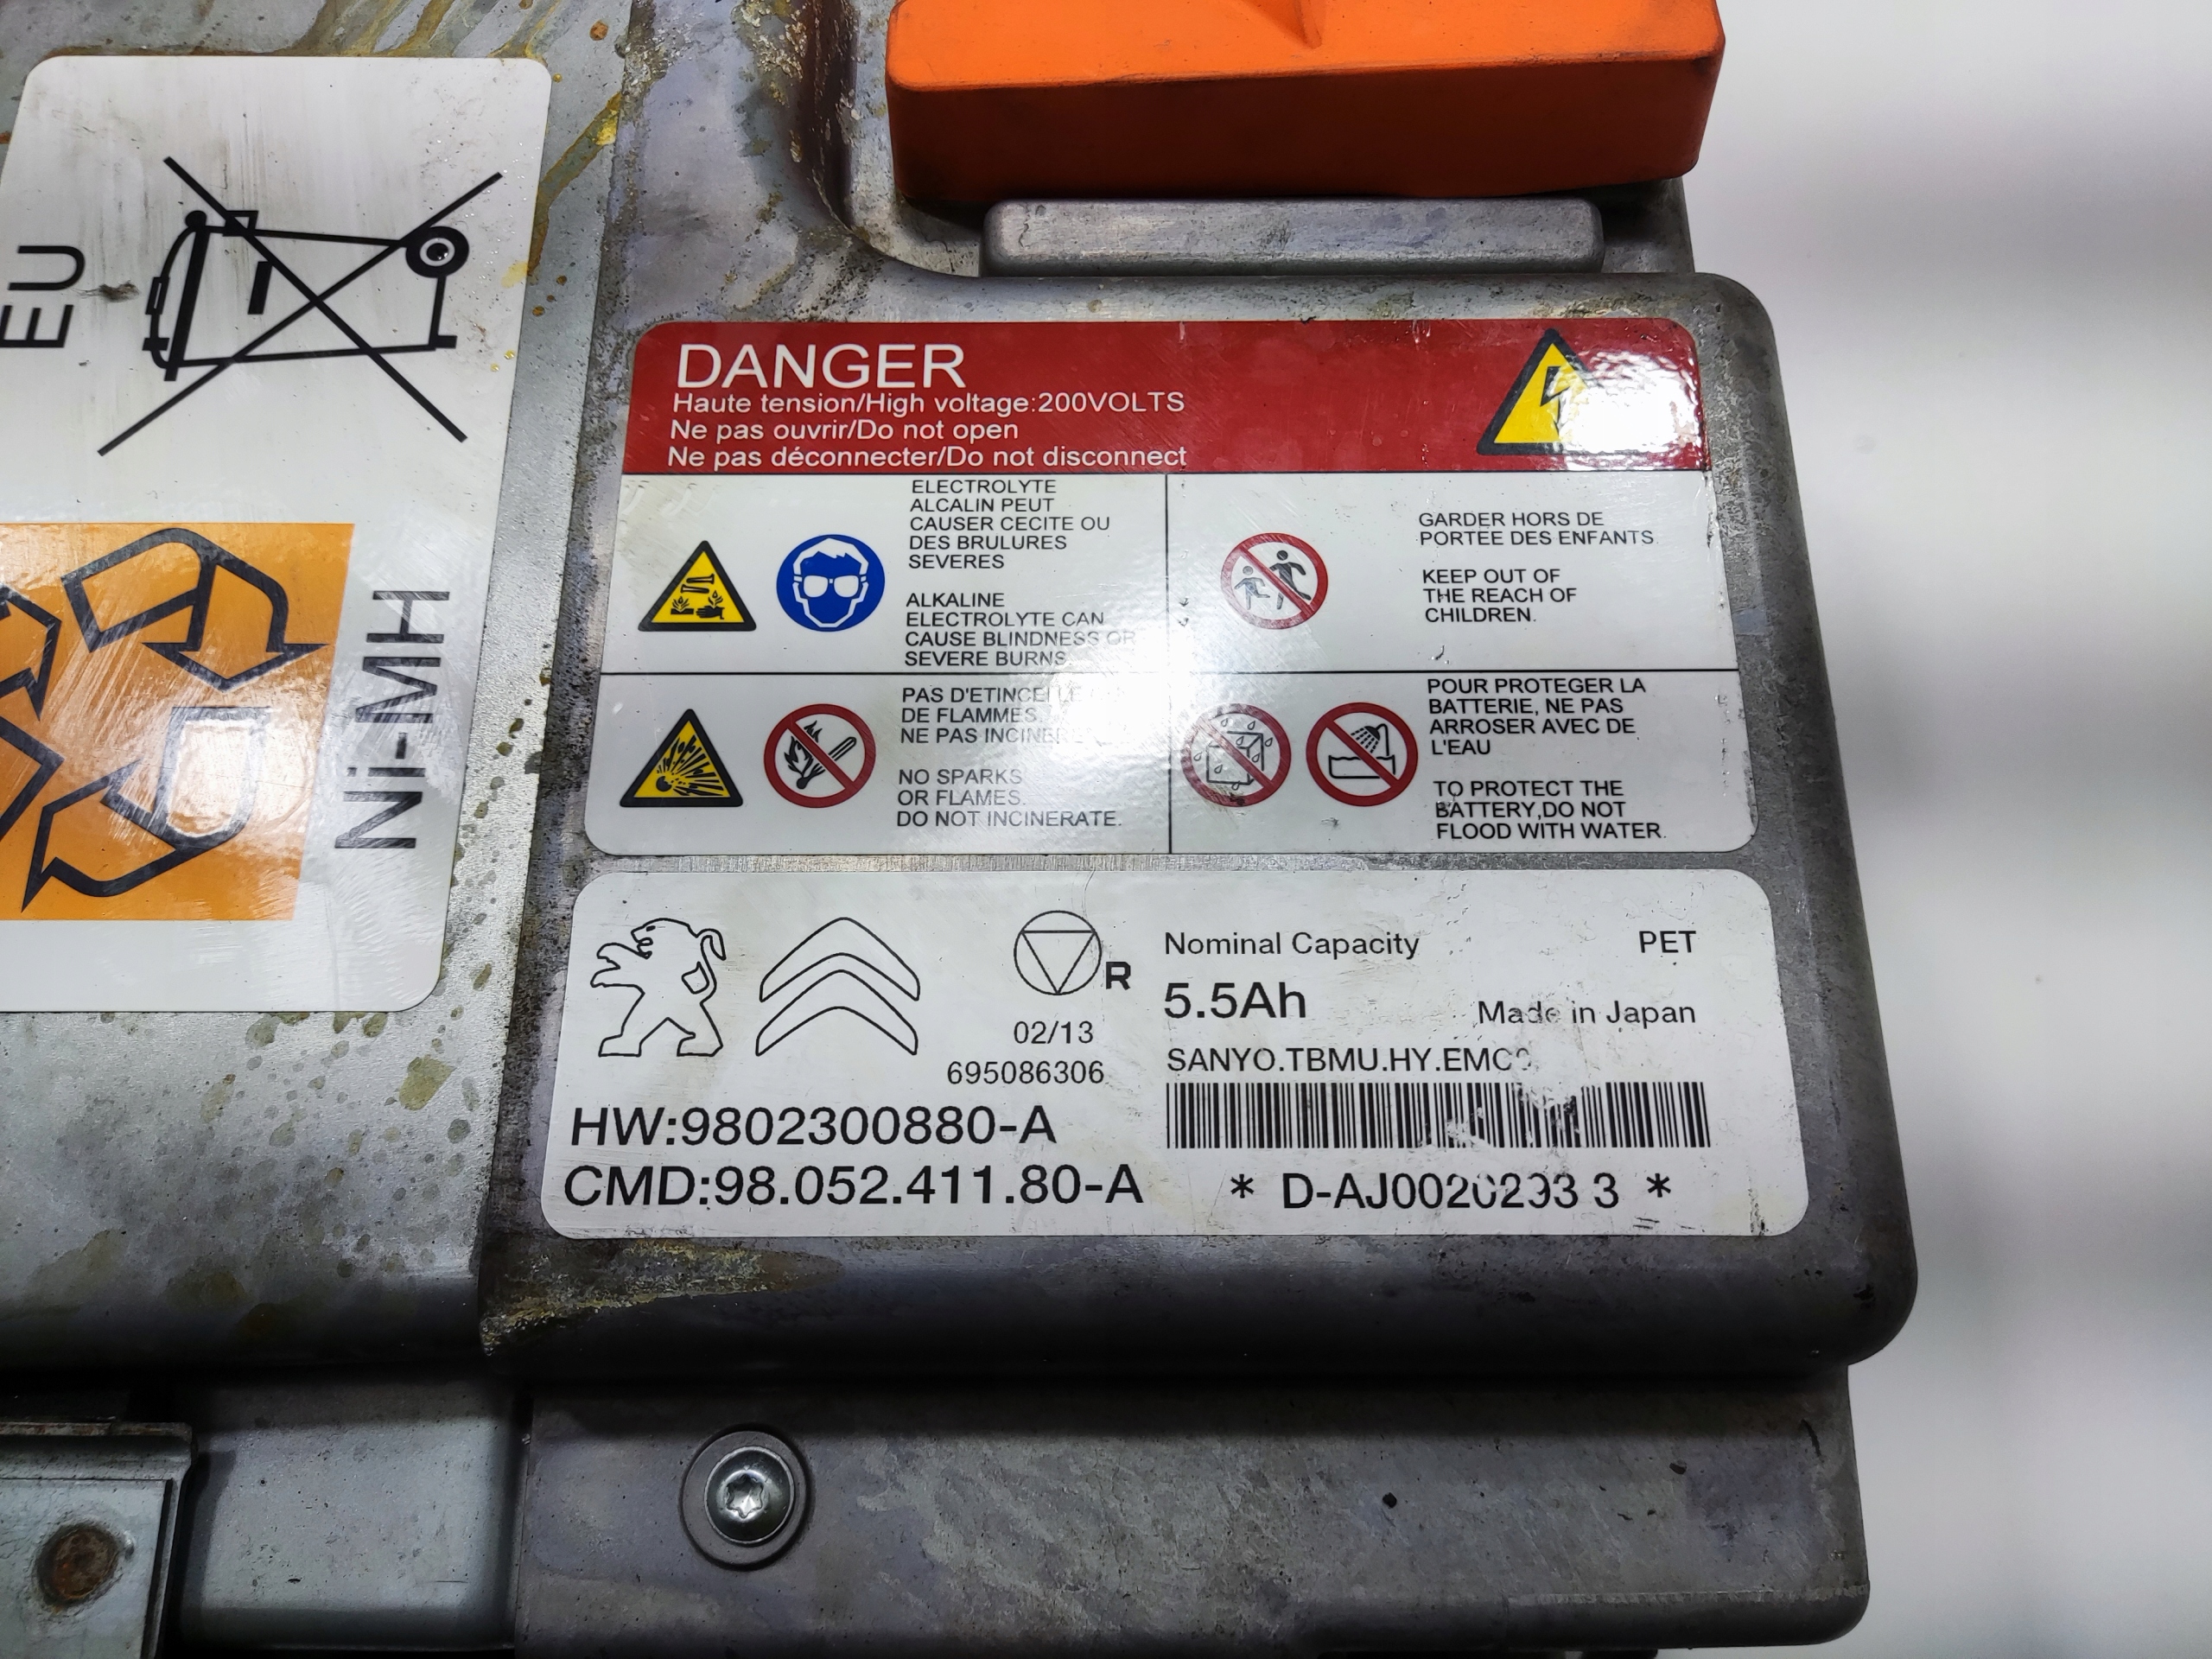 EU
Ni-MH
DANGER
Haute tension/High voltage:200VOLTS
Ne pas ouvrir/Do not open
Ne pas déconnecter/Do not disconnect
ELECTROLYTE
ALCALIN PEUT
CAUSER CECITE OU
DES BRULURES
SEVERES
ALKALINE
ELECTROLYTE CAN
CAUSE BLINDNESS OR
SEVERE BURNS
GARDER HORS DE
PORTEE DES ENFANTS
KEEP OUT OF
THE REACH OF
CHILDREN.
PAS D'ETINCELLE
DE FLAMMES,
NE PAS
NO SPARKS
OR FLAMES.
DO NOT INCINERATE.
POUR PROTEGER LA
BATTERIE, NE PAS
ARROSER AVEC DE
L'EAU
TO PROTECT THE
BATTERY,DO NOT
FLOOD WITH WATER.
R
02/13
695086306
HW:9802300880-A
CMD:98.052.411.80-A
Nominal Capacity
PET
5.5Ah
Made in Japan